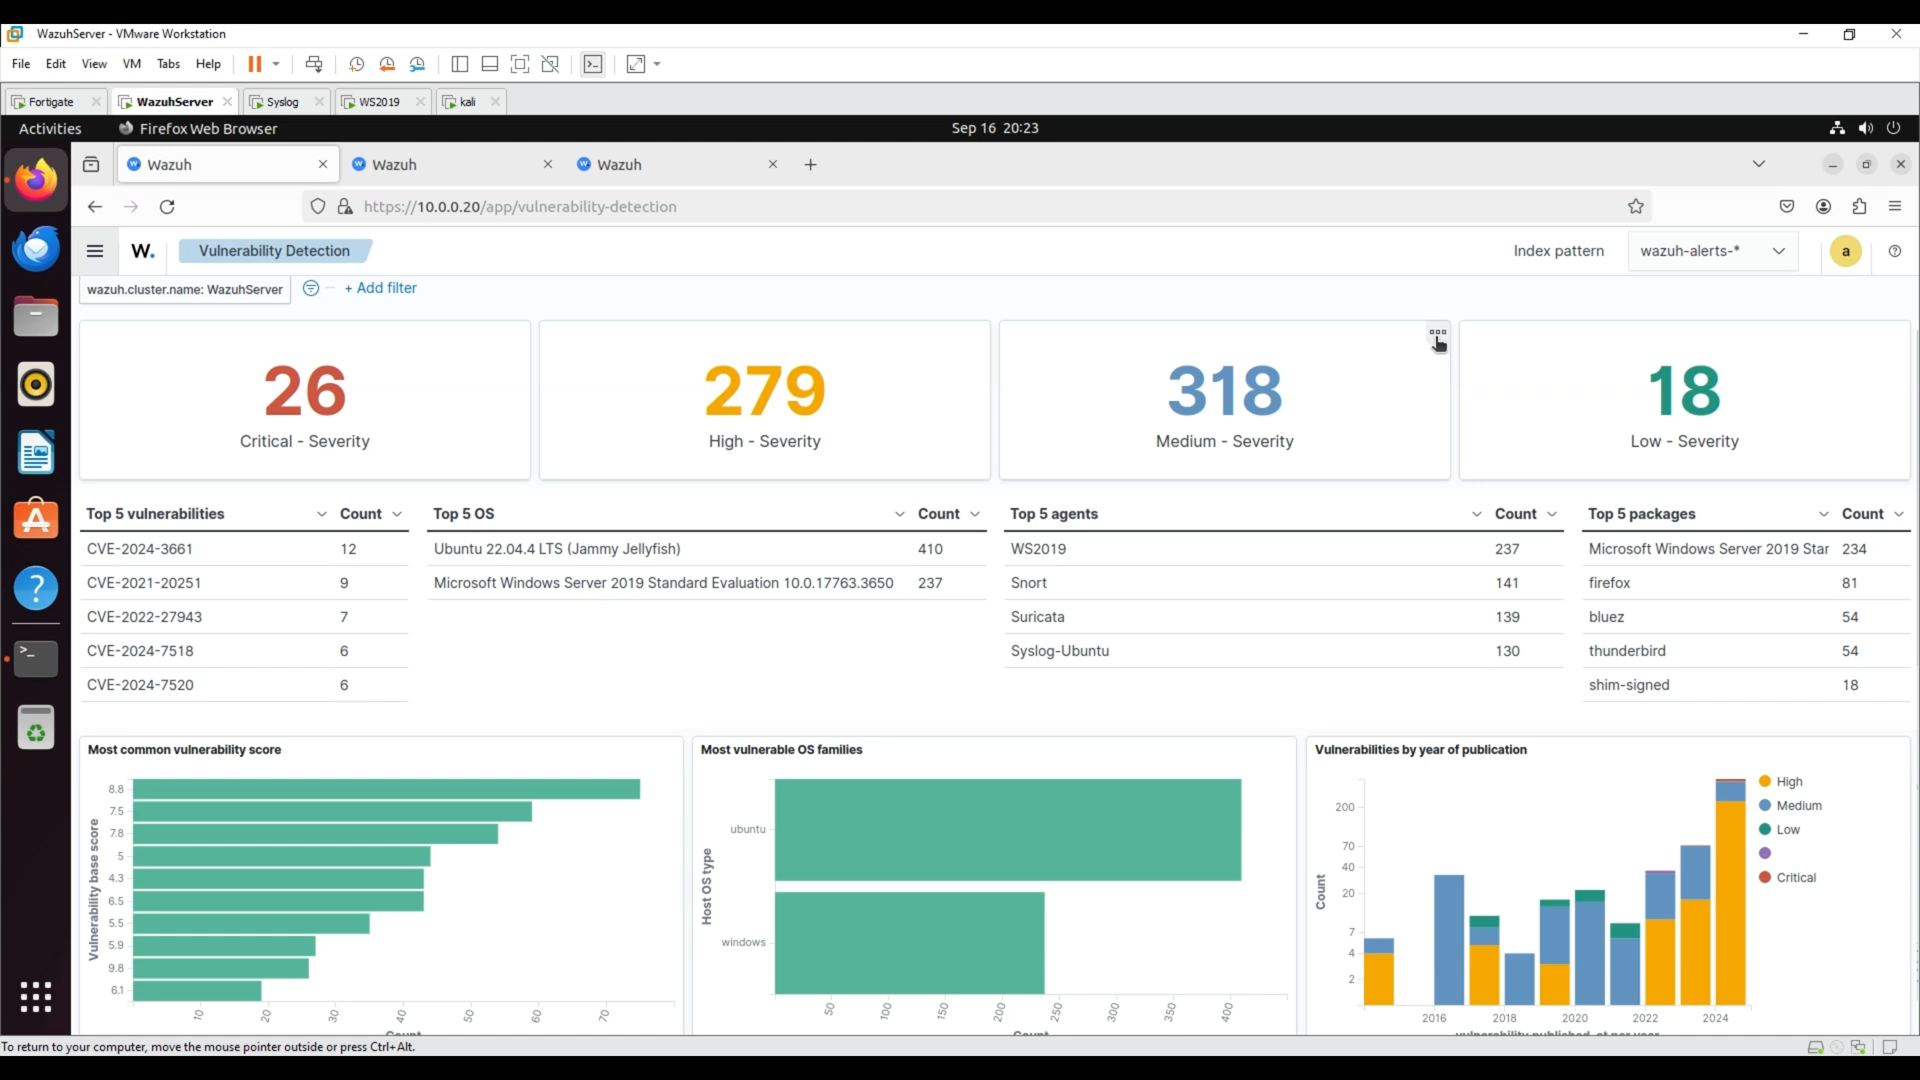 WazuhServer - VMware Workstation
File Edit View VM Tabs Help
Fortigate WazuhServer Syslog WS2019 kali
Activities Firefox Web Browser Sep 16 20:23
Wazuh Wazuh Wazuh
https://10.0.0.20/app/vulnerability-detection
W. Vulnerability Detection Index pattern wazuh-alerts-* a
wazuh.cluster.name: WazuhServer + Add filter
26 279 318 18
Critical - Severity High - Severity Medium - Severity Low - Severity
Top 5 vulnerabilities Count
CVE-2024-3661 12
CVE-2021-20251 9
CVE-2022-27943 7
CVE-2024-7518 6
CVE-2024-7520 6
Top 5 OS Count
Ubuntu 22.04.4 LTS (Jammy Jellyfish) 410
Microsoft Windows Server 2019 Standard Evaluation 10.0.17763.3650 237
Top 5 agents Count
WS2019 237
Snort 141
Suricata 139
Syslog-Ubuntu 130
Top 5 packages Count
Microsoft Windows Server 2019 Star 234
firefox 81
bluez 54
thunderbird 54
shim-signed 18
Most common vulnerability score
Vulnerability base score
8.8
7.5
7.8
5
4.3
6.5
5.5
5.9
9.8
6.1
10 20 30 40 50 60 70
Count
Most vulnerable OS families
Host OS type
ubuntu
windows
50 100 150 200 250 300 350 400
Count
Vulnerabilities by year of publication
Count
200
70
40
20
7
4
2
2016 2018 2020 2022 2024
vulnerability.published_at per year
High
Medium
Low
Critical
To return to your computer, move the mouse pointer outside or press Ctrl+Alt.